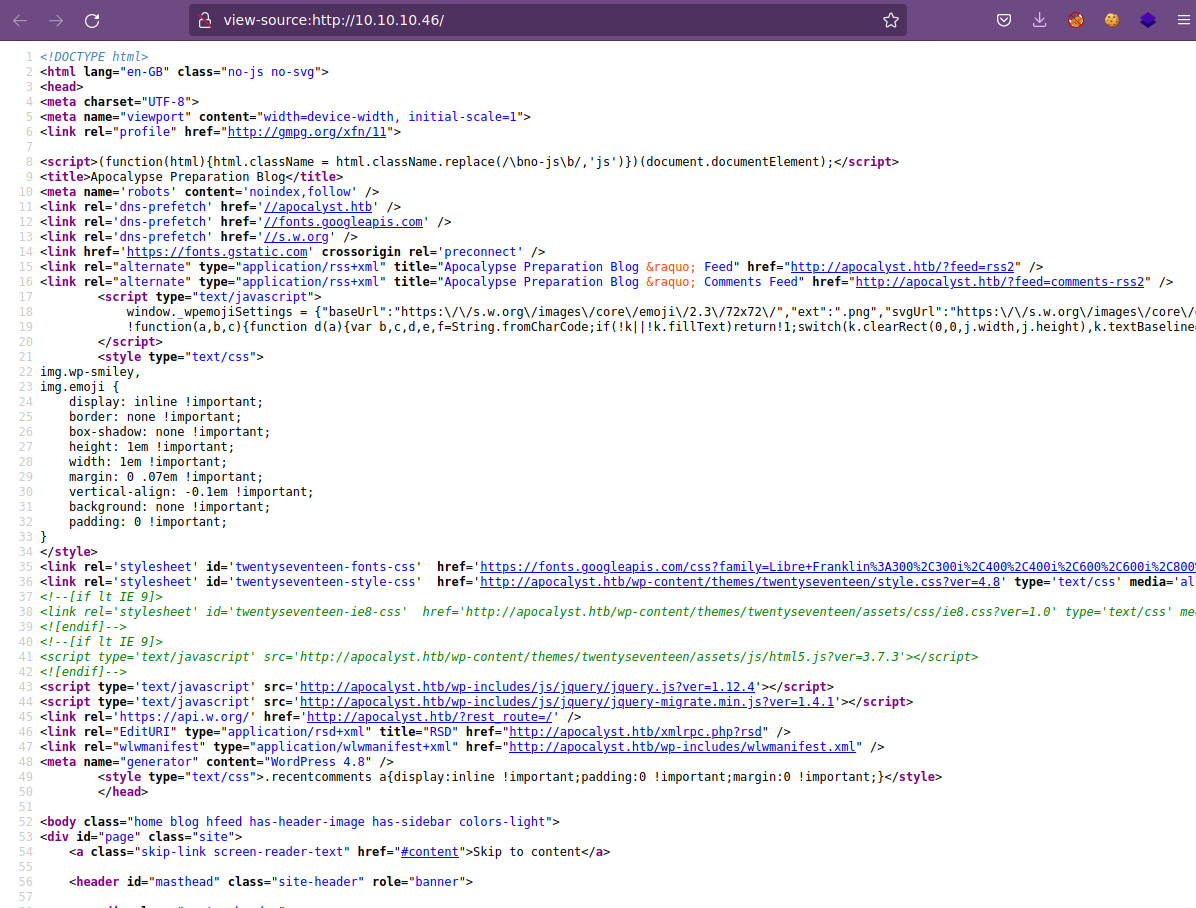 view-source:http://10.10.10.46/
1 <!DOCTYPE html>
2 <html lang="en-GB" class="no-js no-svg">
3 <head>
4 <meta charset="UTF-8">
5 <meta name="viewport" content="width=device-width, initial-scale=1">
6 <link rel="profile" href="http://gmpg.org/xfn/11">
7
8 <script>(function(html){html.className = html.className.replace(/\bno-js\b/,'js')})(document.documentElement);</script>
9 <title>Apocalypse Preparation Blog</title>
10 <meta name='robots' content='noindex,follow' />
11 <link rel='dns-prefetch' href='//apocalyst.htb' />
12 <link rel='dns-prefetch' href='//fonts.googleapis.com' />
13 <link rel='dns-prefetch' href='//s.w.org' />
14 <link href='https://fonts.gstatic.com' crossorigin rel='preconnect' />
15 <link rel="alternate" type="application/rss+xml" title="Apocalypse Preparation Blog &raquo; Feed" href="http://apocalyst.htb/?feed=rss2" />
16 <link rel="alternate" type="application/rss+xml" title="Apocalypse Preparation Blog &raquo; Comments Feed" href="http://apocalyst.htb/?feed=comments-rss2" />
17 <script type="text/javascript">
18 window._wpemojiSettings = {"baseUrl":"https:\/\/s.w.org\/images\/core\/emoji\/2.3\/72x72\/","ext":".png","svgUrl":"https:\/\/s.w.org\/images\/core\/
19 !function(a,b,c){function d(a){var b,c,d,e,f=String.fromCharCode;if(!k||!k.fillText)return!1;switch(k.clearRect(0,0,j.width,j.height),k.textBaseline=
20 </script>
21 <style type="text/css">
22 img.wp-smiley,
23 img.emoji {
24 display: inline !important;
25 border: none !important;
26 box-shadow: none !important;
27 height: 1em !important;
28 width: 1em !important;
29 margin: 0 .07em !important;
30 vertical-align: -0.1em !important;
31 background: none !important;
32 padding: 0 !important;
33 }
34 </style>
35 <link rel='stylesheet' id='twentyseventeen-fonts-css'  href='https://fonts.googleapis.com/css?family=Libre+Franklin%3A300%2C300i%2C400%2C400i%2C600%2C600i%2C800%
36 <link rel='stylesheet' id='twentyseventeen-style-css'  href='http://apocalyst.htb/wp-content/themes/twentyseventeen/style.css?ver=4.8' type='text/css' media='al
37 <!--[if lt IE 9]>
38 <link rel='stylesheet' id='twentyseventeen-ie8-css'  href='http://apocalyst.htb/wp-content/themes/twentyseventeen/assets/css/ie8.css?ver=1.0' type='text/css' me
39 <![endif]-->
40 <!--[if lt IE 9]>
41 <script type='text/javascript' src='http://apocalyst.htb/wp-content/themes/twentyseventeen/assets/js/html5.js?ver=3.7.3'></script>
42 <![endif]-->
43 <script type='text/javascript' src='http://apocalyst.htb/wp-includes/js/jquery/jquery.js?ver=1.12.4'></script>
44 <script type='text/javascript' src='http://apocalyst.htb/wp-includes/js/jquery/jquery-migrate.min.js?ver=1.4.1'></script>
45 <link rel='https://api.w.org/' href='http://apocalyst.htb/?rest_route=/' />
46 <link rel="EditURI" type="application/rsd+xml" title="RSD" href="http://apocalyst.htb/xmlrpc.php?rsd" />
47 <link rel="wlwmanifest" type="application/wlwmanifest+xml" href="http://apocalyst.htb/wp-includes/wlwmanifest.xml" />
48 <meta name="generator" content="WordPress 4.8" />
49 <style type="text/css">.recentcomments a{display:inline !important;padding:0 !important;margin:0 !important;}</style>
50 </head>
51
52 <body class="home blog hfeed has-header-image has-sidebar colors-light">
53 <div id="page" class="site">
54 <a class="skip-link screen-reader-text" href="#content">Skip to content</a>
55
56 <header id="masthead" class="site-header" role="banner">
57